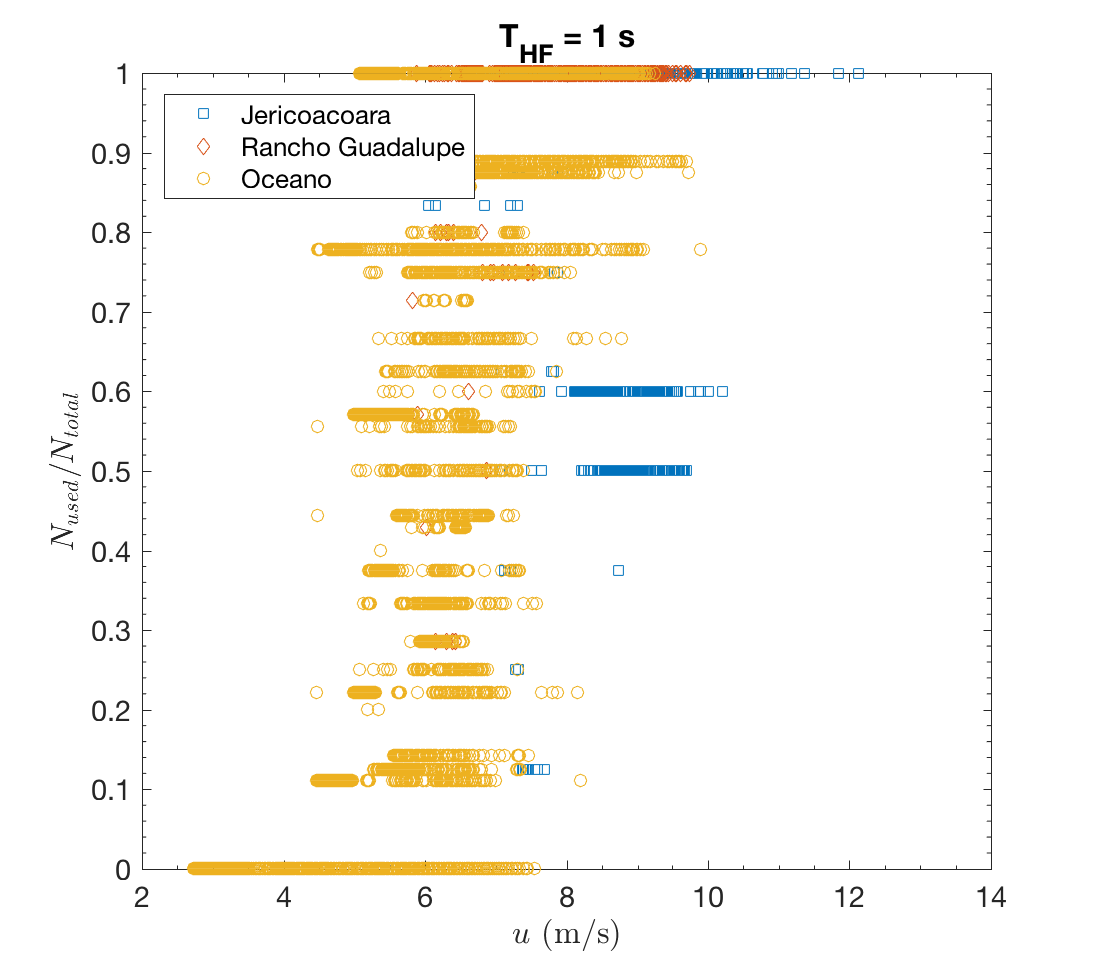 T_HF = 1 s
Jericoacoara
Rancho Guadalupe
Oceano
1
0.9
0.8
0.7
0.6
0.5
0.4
0.3
0.2
0.1
0
N_used/N_total
2 4 6 8 10 12 14
u (m/s)